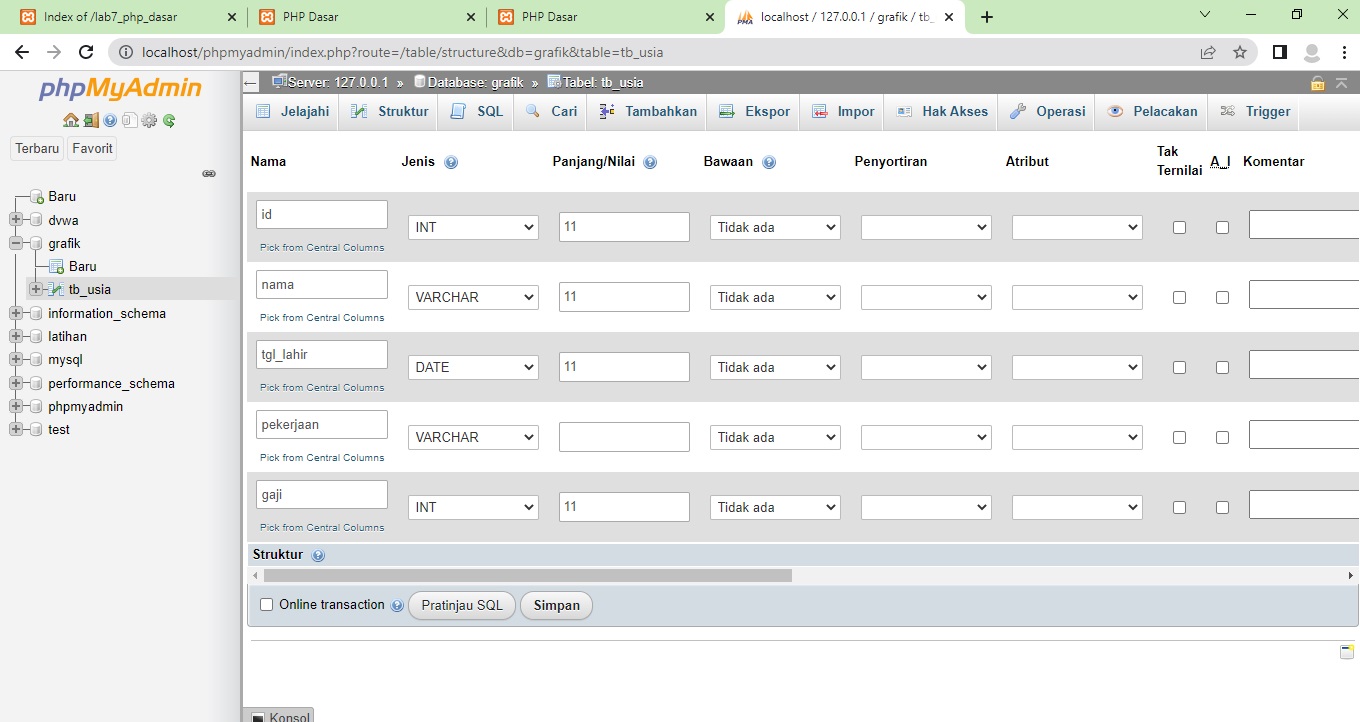 Index of /lab7_php_dasar
PHP Dasar
PHP Dasar
localhost / 127.0.0.1 / grafik / tb_
localhost/phpmyadmin/index.php?route=/table/structure&db=grafik&table=tb_usia
phpMyAdmin
Terbaru Favorit
Baru
dvwa
grafik
Baru
tb_usia
information_schema
latihan
mysql
performance_schema
phpmyadmin
test
Server: 127.0.0.1 » Database: grafik » Tabel: tb_usia
Jelajahi Struktur SQL Cari Tambahkan Ekspor Impor Hak Akses Operasi Pelacakan Trigger
Nama Jenis Panjang/Nilai Bawaan Penyortiran Atribut Tak Ternilai A_I Komentar
id INT 11 Tidak ada
Pick from Central Columns
nama VARCHAR 11 Tidak ada
Pick from Central Columns
tgl_lahir DATE 11 Tidak ada
Pick from Central Columns
pekerjaan VARCHAR Tidak ada
Pick from Central Columns
gaji INT 11 Tidak ada
Pick from Central Columns
Struktur
Online transaction Pratinjau SQL Simpan
Konsol